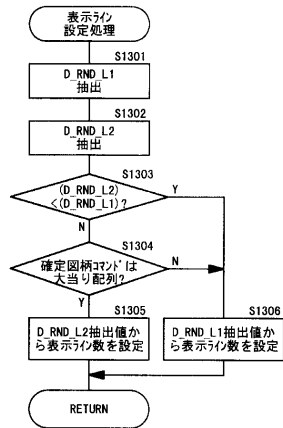 表示ライン
設定処理
S1301
D_RND_L1
抽出
S1302
D_RND_L2
抽出
S1303
(D_RND_L2)
<(D_RND_L1)?
Y
N
S1304
確定図柄ｺﾏﾝﾄﾞは
大当り配列?
N
Y
S1305
D_RND_L2抽出値か
ら表示ライン数を設定
S1306
D_RND_L1抽出値か
ら表示ライン数を設定
RETURN